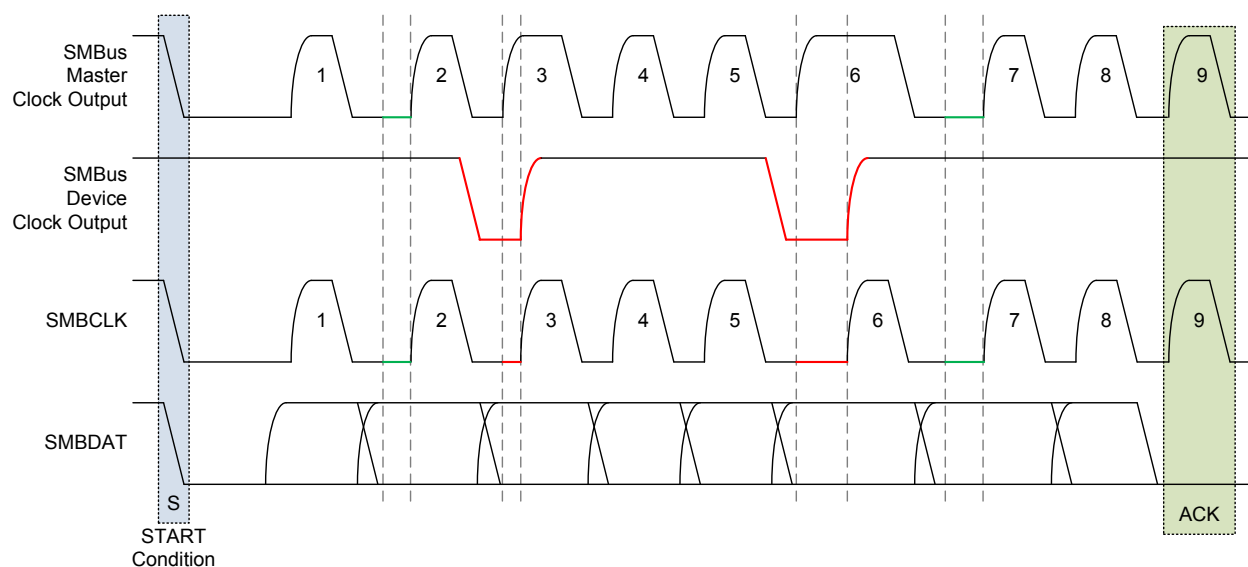 SMBus
Master
Clock Output
1 2 3 4 5 6 7 8 9
SMBus
Device
Clock Output
SMBCLK
1 2 3 4 5 6 7 8 9
SMBDAT
S
ACK
START
Condition